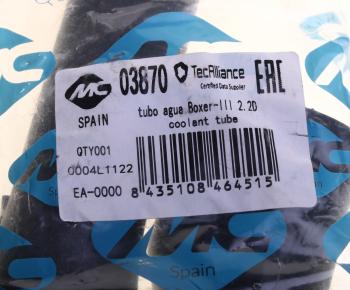 MC
03870
TecAlliance
Certified Data Supplier
EAC
SPAIN
tubo agua Boxer-III 2.2D
coolant tube
QTY001
0004L1122
EA-0000
8 435108 464515
Spain